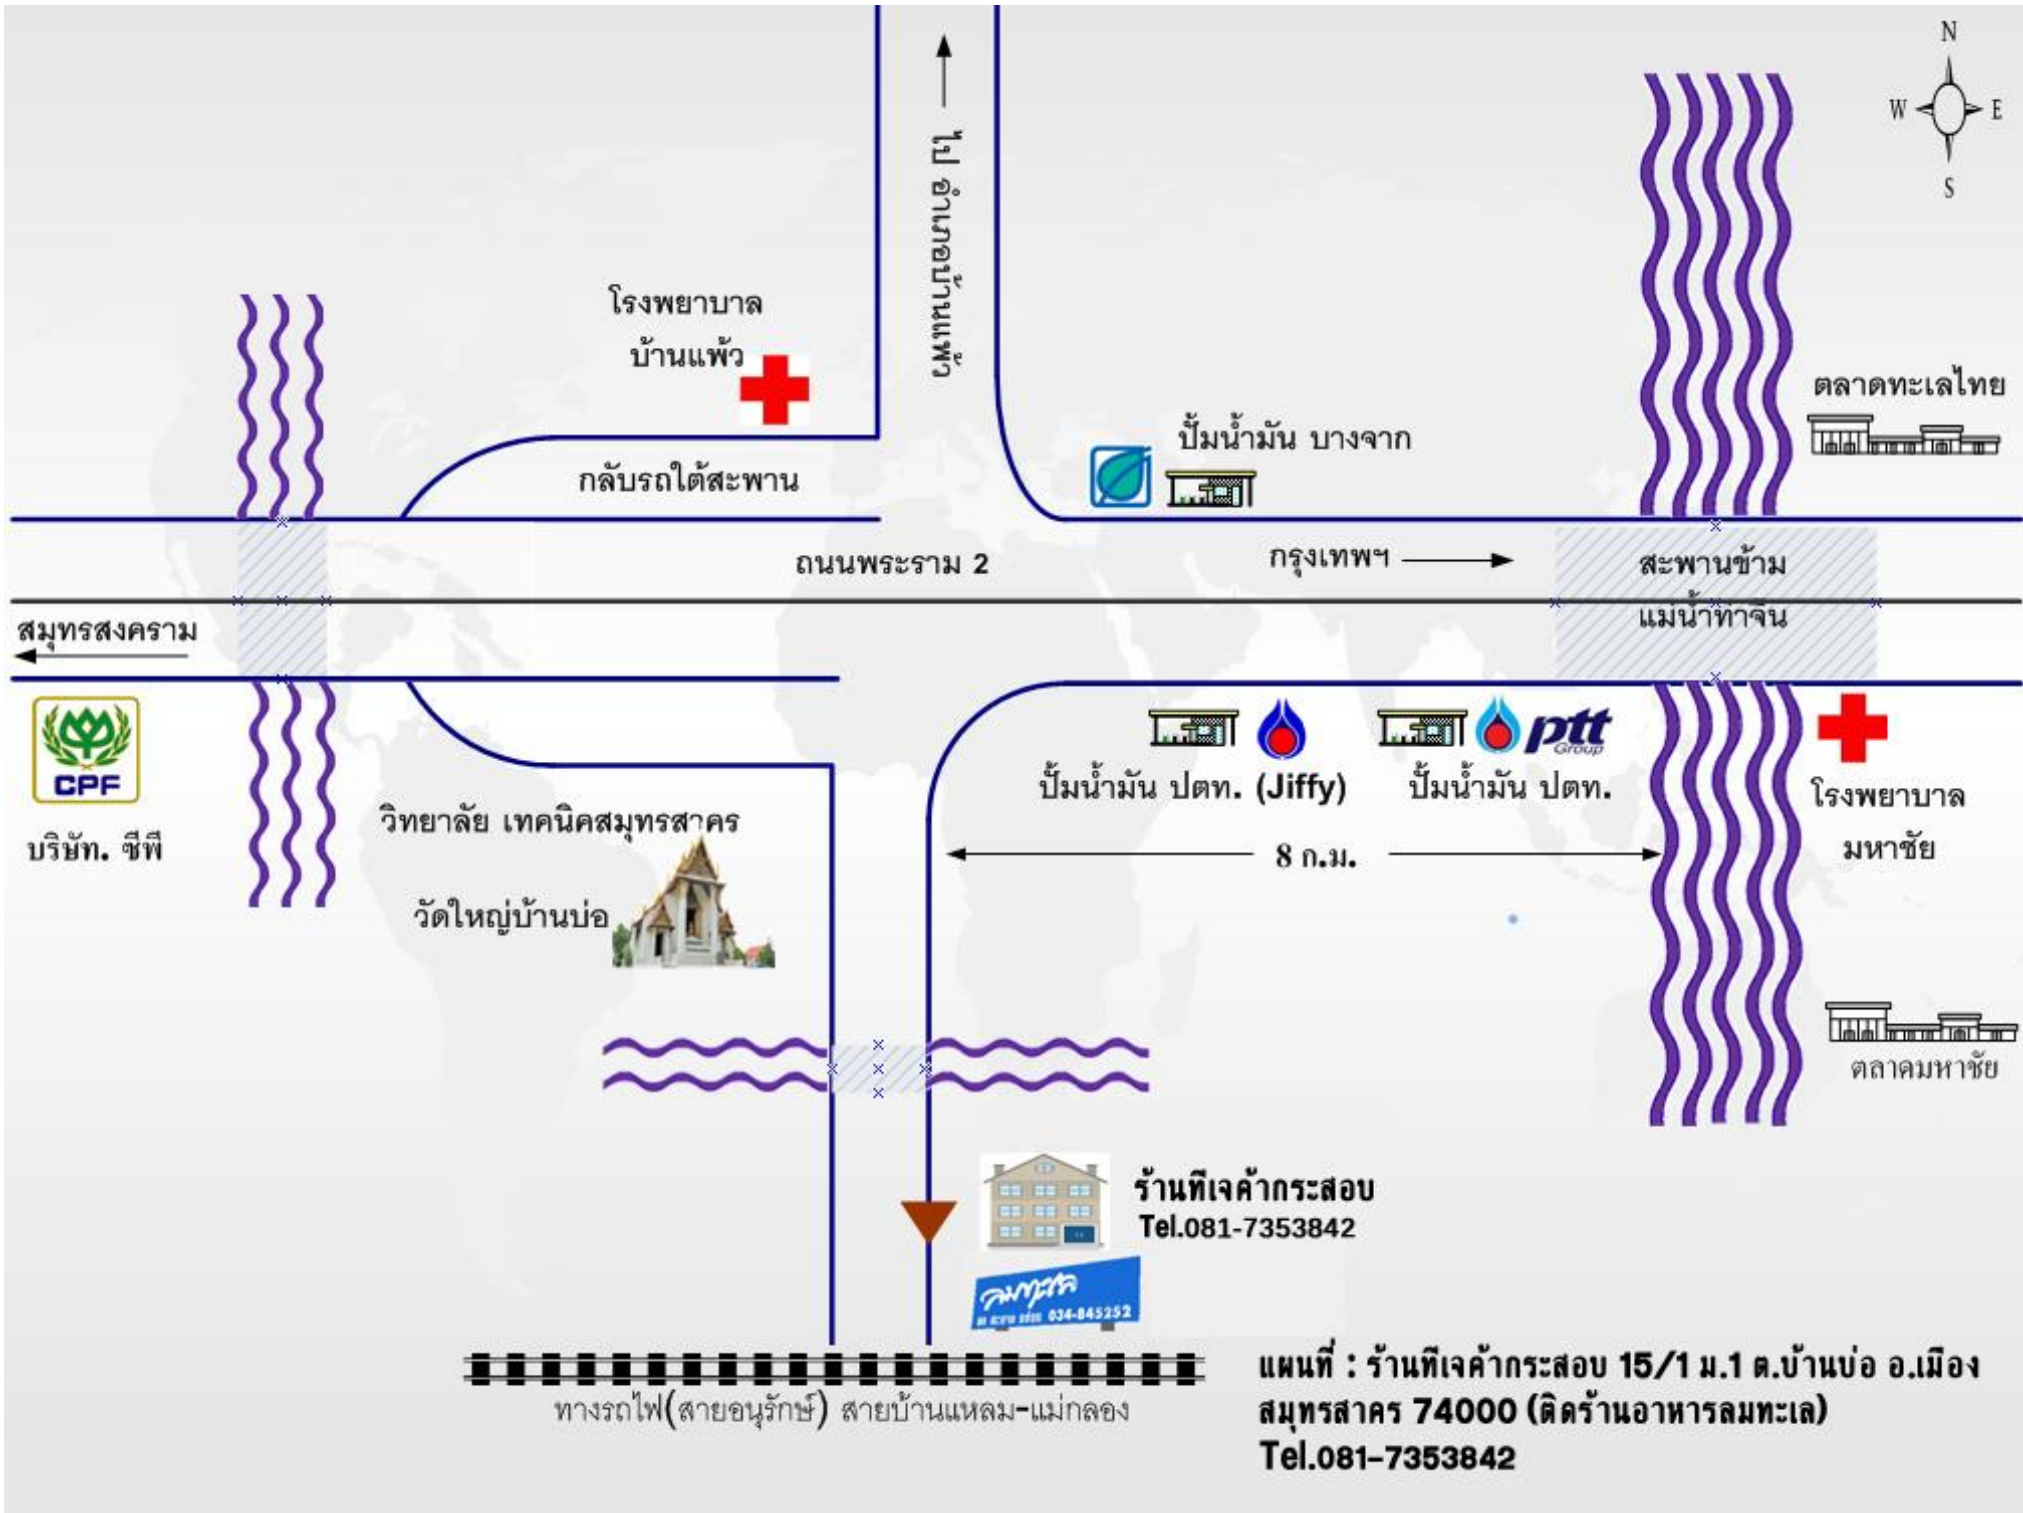 N
W E
S
ไป อำเภอบ้านแพ้ว
โรงพยาบาล
บ้านแพ้ว
ตลาดทะเลไทย
ปั้มน้ำมัน บางจาก
กลับรถใต้สะพาน
ถนนพระราม 2
กรุงเทพฯ
สะพานข้าม
แม่น้ำท่าจีน
สมุทรสงคราม
CPF
บริษัท. ซีพี
ptt
Group
ปั้มน้ำมัน ปตท. (Jiffy)
ปั้มน้ำมัน ปตท.
โรงพยาบาล
มหาชัย
วิทยาลัย เทคนิคสมุทรสาคร
8 ก.ม.
วัดใหญ่บ้านบ่อ
ตลาดมหาชัย
ร้านทีเจค้ากระสอบ
Tel.081-7353842
ลมทะเล
034-845252
ทางรถไฟ(สายอนุรักษ์) สายบ้านแหลม-แม่กลอง
แผนที่ : ร้านทีเจค้ากระสอบ 15/1 ม.1 ต.บ้านบ่อ อ.เมือง
สมุทรสาคร 74000 (ติดร้านอาหารลมทะเล)
Tel.081-7353842